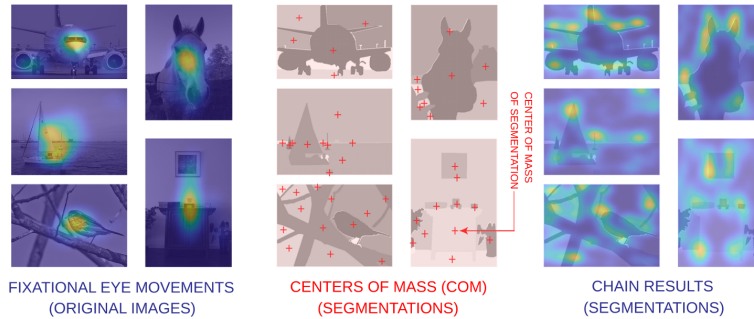 CENTER OF MASS
OF SEGMENTATION
FIXATIONAL EYE MOVEMENTS
(ORIGINAL IMAGES)
CENTERS OF MASS (COM)
(SEGMENTATIONS)
CHAIN RESULTS
(SEGMENTATIONS)